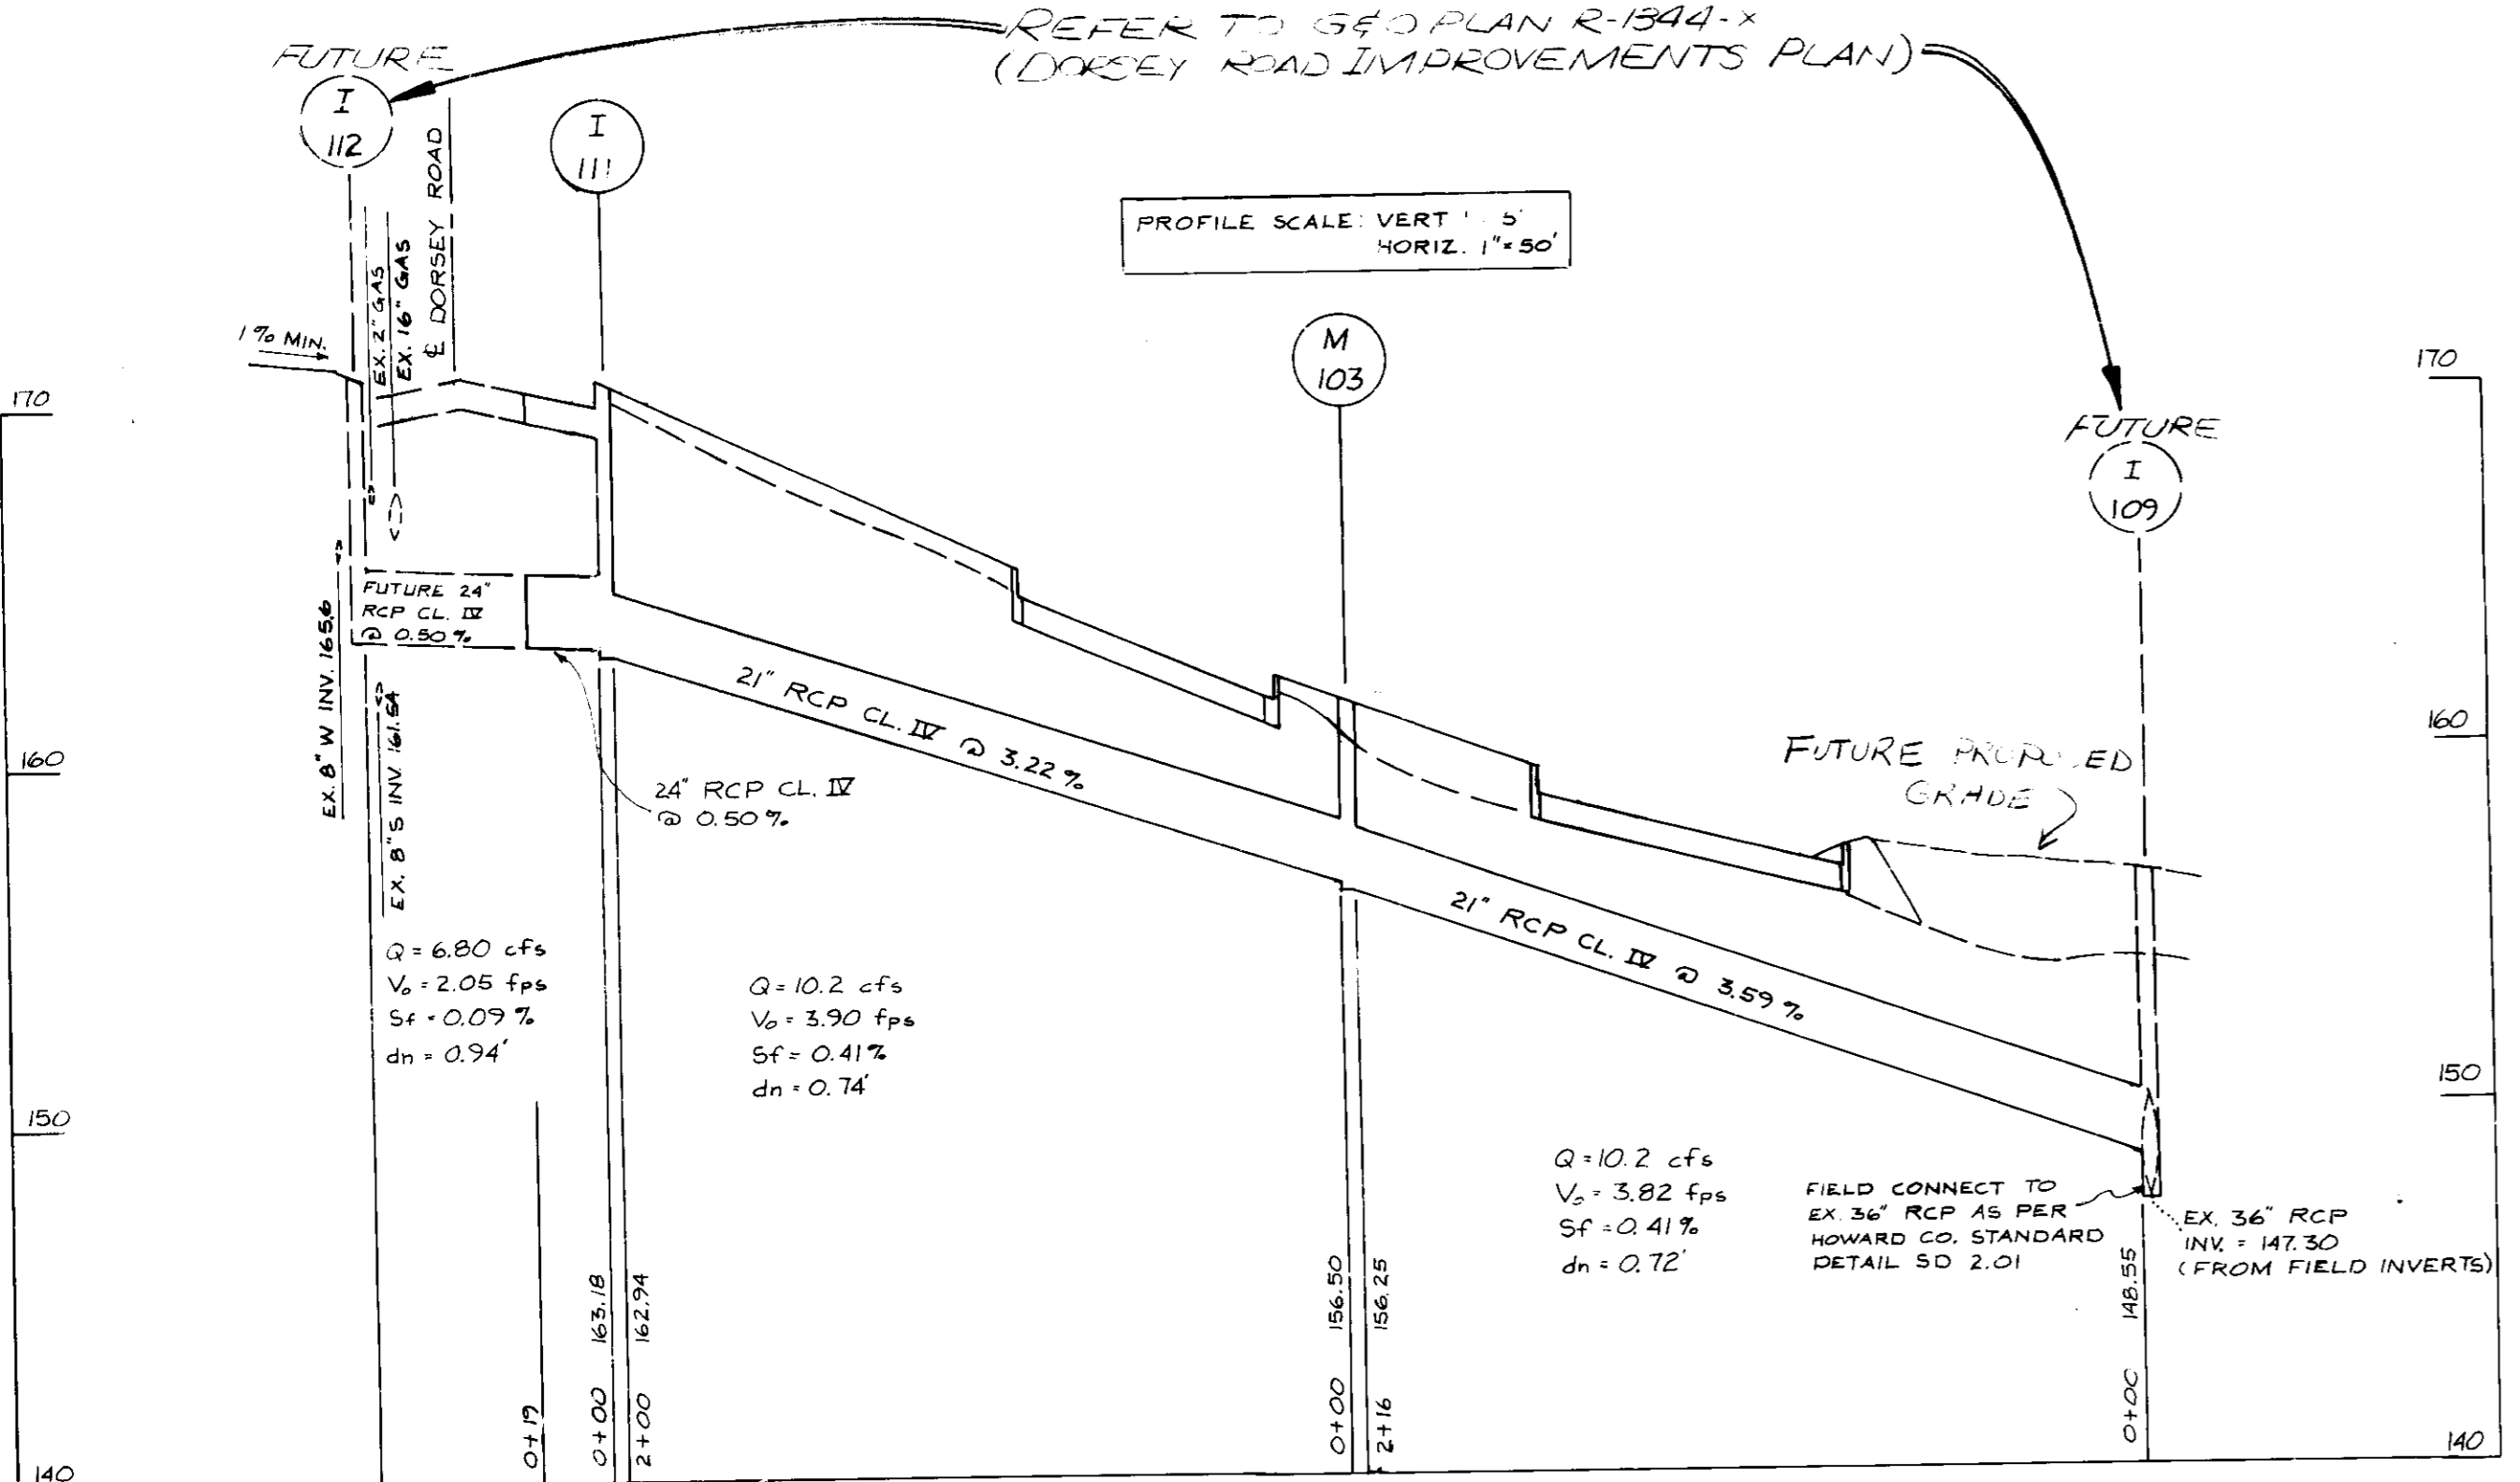 REFER TO G&O PLAN R-1344-X
(DORSEY ROAD IMPROVEMENTS PLAN)
FUTURE
I
112
I
111
EX. 2" GAS
EX. 16" GAS
℄ DORSEY ROAD
PROFILE SCALE: VERT 5'
HORIZ. 1"=50'
M
103
1% MIN.
170
170
FUTURE
I
109
FUTURE 24"
RCP CL. IV
@ 0.50%
EX. 8" W INV. 165.6
EX. 8" S INV. 161.54
21" RCP CL. IV @ 3.22%
24" RCP CL. IV
@ 0.50%
160
160
FUTURE PROPOSED
GRADE
21" RCP CL. IV @ 3.59%
Q = 6.80 cfs
Vo = 2.05 fps
Sf = 0.09%
dn = 0.94'
Q = 10.2 cfs
Vo = 3.90 fps
Sf = 0.41%
dn = 0.74'
150
150
Q = 10.2 cfs
Vo = 3.82 fps
Sf = 0.41%
dn = 0.72'
FIELD CONNECT TO
EX. 36" RCP AS PER
HOWARD CO. STANDARD
DETAIL SD 2.01
EX. 36" RCP
INV. = 147.30
(FROM FIELD INVERTS)
0+19
0+00 163.18
2+00 162.94
0+00 156.50
2+16 156.25
0+00 148.55
140
140